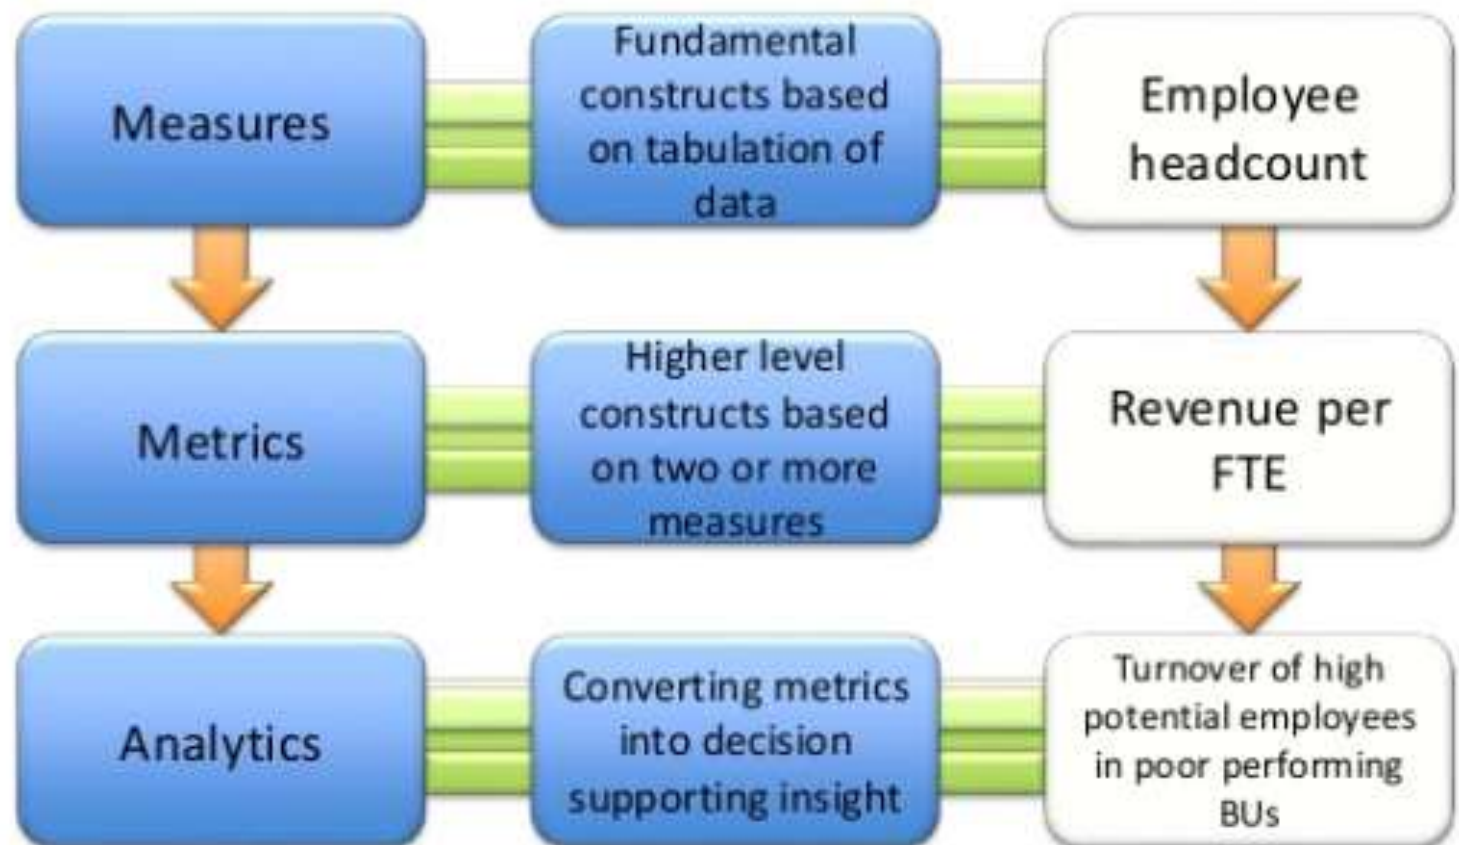 Measures
Fundamental
constructs based
on tabulation of
data
Employee
headcount
Metrics
Higher level
constructs based
on two or more
measures
Revenue per
FTE
Analytics
Converting metrics
into decision
supporting insight
Turnover of high
potential employees
in poor performing
BUs